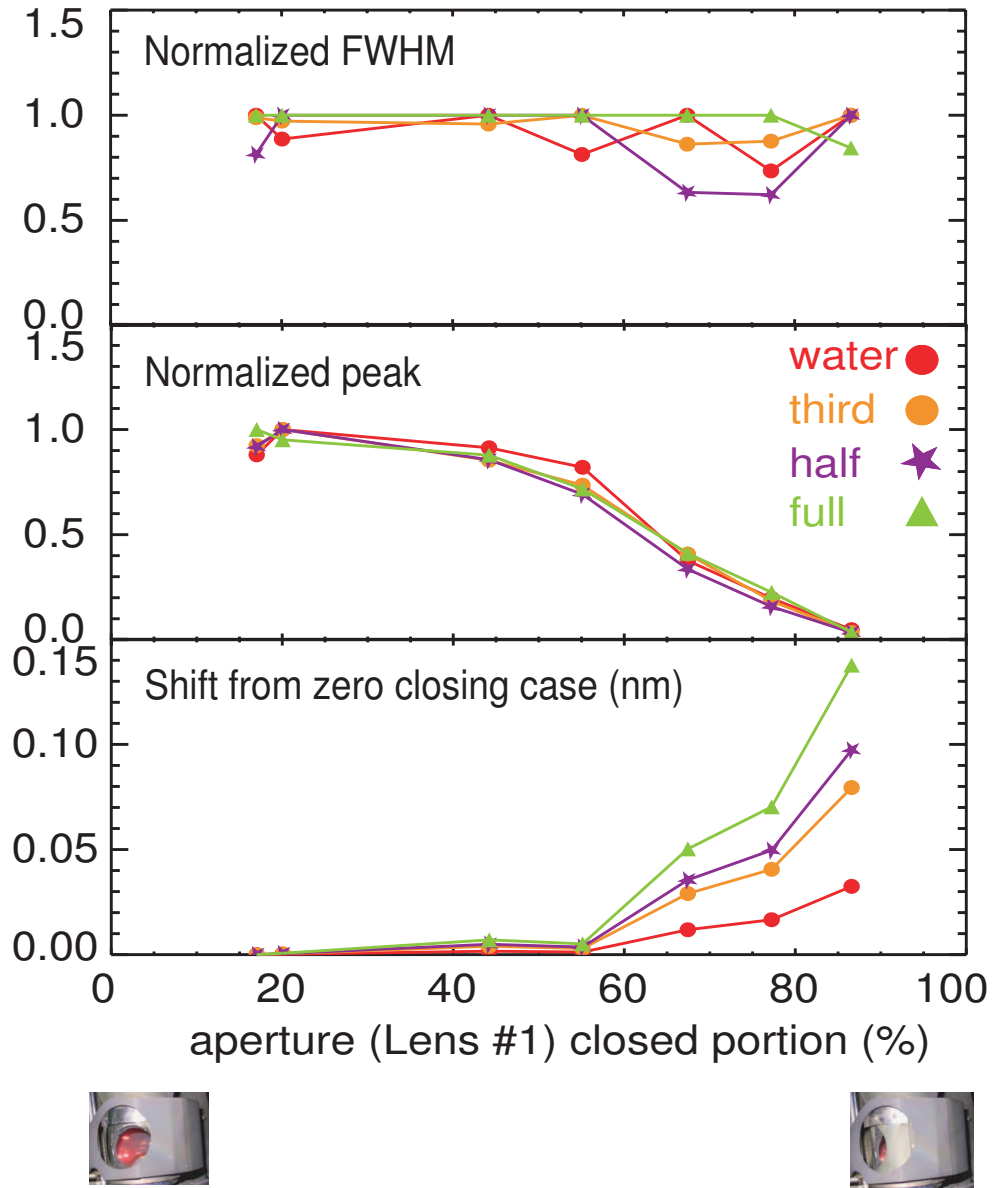 1.5
Normalized FWHM
1.0
0.5
0.0
1.5
Normalized peak
water
third
1.0
half
full
0.5
0.0
0.15
Shift from zero closing case (nm)
0.10
0.05
0.00
0 20 40 60 80 100
aperture (Lens #1) closed portion (%)